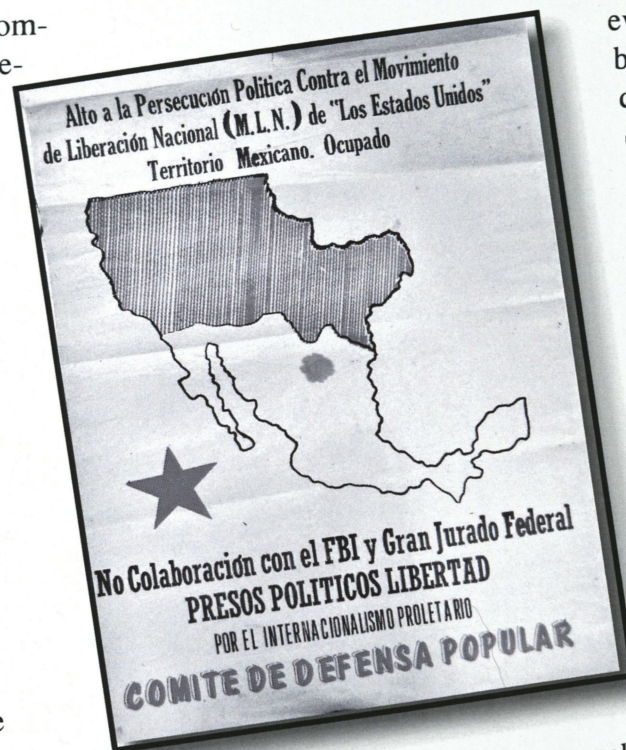 om-
e-
Alto a la Persecución Politica Contra el Movimiento
de Liberación Nacional (M.L.N.) de "Los Estados Unidos"
Territorio Mexicano. Ocupado
No Colaboración con el FBI y Gran Jurado Federal
PRESOS POLITICOS LIBERTAD
POR EL INTERNACIONALISMO PROLETARIO
COMITE DE DEFENSA POPULAR